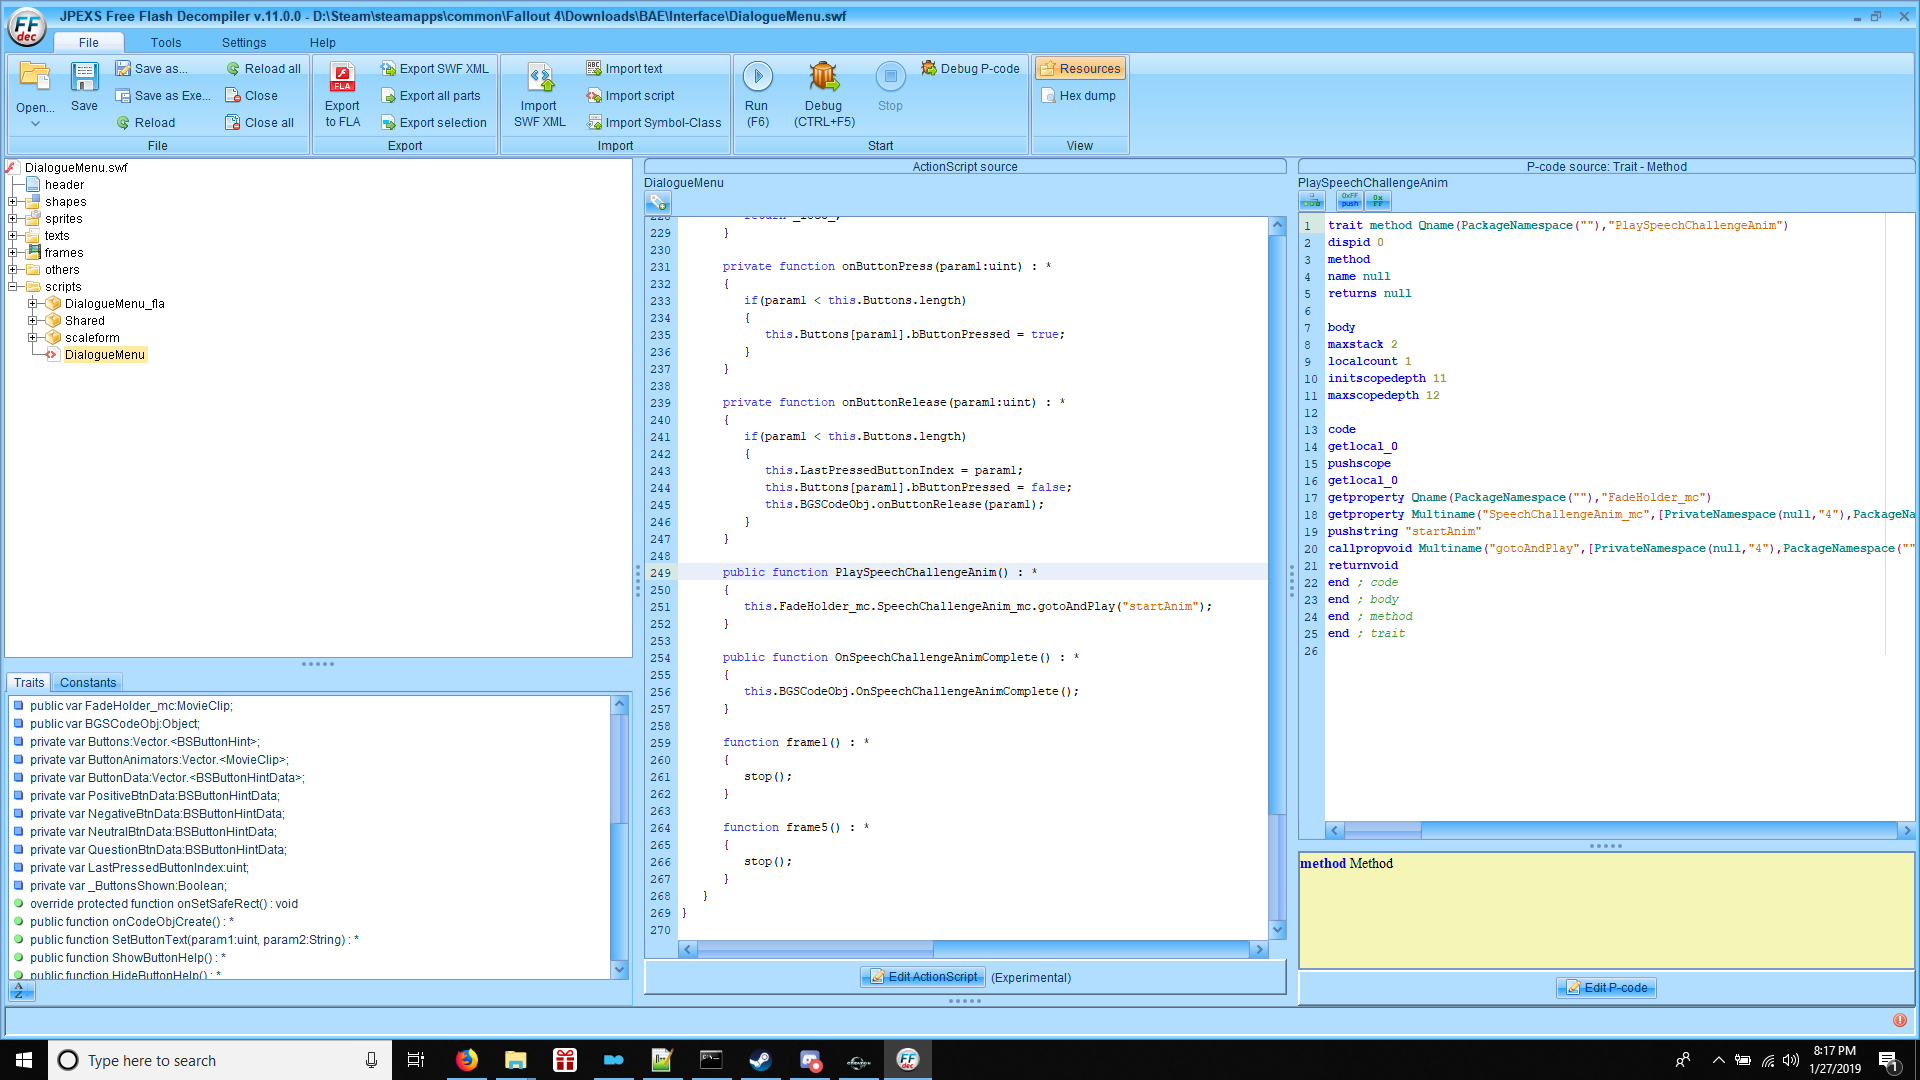 JPEXS Free Flash Decompiler v.11.0.0 - D:\Steam\steamapps\common\Fallout 4\Downloads\BAE\Interface\DialogueMenu.swf
FF dec
File
Tools
Settings
Help
Open...
Save
Save as...
Save as Exe...
Reload
Reload all
Close
Close all
File
FLA
Export to FLA
Export SWF XML
Export all parts
Export selection
Export
Import SWF XML
Import text
Import script
Import Symbol-Class
Import
Run (F6)
Debug (CTRL+F5)
Stop
Debug P-code
Start
Resources
Hex dump
View
DialogueMenu.swf
header
shapes
sprites
texts
frames
others
scripts
DialogueMenu_fla
Shared
scaleform
DialogueMenu
Traits
Constants
public var FadeHolder_mc:MovieClip;
public var BGSCodeObj:Object;
private var Buttons:Vector.<BSButtonHint>;
private var ButtonAnimators:Vector.<MovieClip>;
private var ButtonData:Vector.<BSButtonHintData>;
private var PositiveBtnData:BSButtonHintData;
private var NegativeBtnData:BSButtonHintData;
private var NeutralBtnData:BSButtonHintData;
private var QuestionBtnData:BSButtonHintData;
private var LastPressedButtonIndex:uint;
private var _ButtonsShown:Boolean;
override protected function onSetSafeRect() : void
public function onCodeObjCreate() : *
public function SetButtonText(param1:uint, param2:String) : *
public function ShowButtonHelp() : *
public function HideButtonHelp() : *
ActionScript source
DialogueMenu
229 }
230
231 private function onButtonPress(param1:uint) : *
232 {
233 if(param1 < this.Buttons.length)
234 {
235 this.Buttons[param1].bButtonPressed = true;
236 }
237 }
238
239 private function onButtonRelease(param1:uint) : *
240 {
241 if(param1 < this.Buttons.length)
242 {
243 this.LastPressedButtonIndex = param1;
244 this.Buttons[param1].bButtonPressed = false;
245 this.BGSCodeObj.onButtonRelease(param1);
246 }
247 }
248
249 public function PlaySpeechChallengeAnim() : *
250 {
251 this.FadeHolder_mc.SpeechChallengeAnim_mc.gotoAndPlay("startAnim");
252 }
253
254 public function OnSpeechChallengeAnimComplete() : *
255 {
256 this.BGSCodeObj.OnSpeechChallengeAnimComplete();
257 }
258
259 function frame1() : *
260 {
261 stop();
262 }
263
264 function frame5() : *
265 {
266 stop();
267 }
268 }
269 }
270
Edit ActionScript (Experimental)
P-code source: Trait - Method
PlaySpeechChallengeAnim
1 trait method Qname(PackageNamespace(""),"PlaySpeechChallengeAnim")
2 dispid 0
3 method
4 name null
5 returns null
6
7 body
8 maxstack 2
9 localcount 1
10 initscopedepth 11
11 maxscopedepth 12
12
13 code
14 getlocal_0
15 pushscope
16 getlocal_0
17 getproperty Qname(PackageNamespace(""),"FadeHolder_mc")
18 getproperty Multiname("SpeechChallengeAnim_mc",[PrivateNamespace(null,"4"),PackageNa
19 pushstring "startAnim"
20 callpropvoid Multiname("gotoAndPlay",[PrivateNamespace(null,"4"),PackageNamespace(""
21 returnvoid
22 end ; code
23 end ; body
24 end ; method
25 end ; trait
26
method Method
Edit P-code
Type here to search
8:17 PM
1/27/2019
1